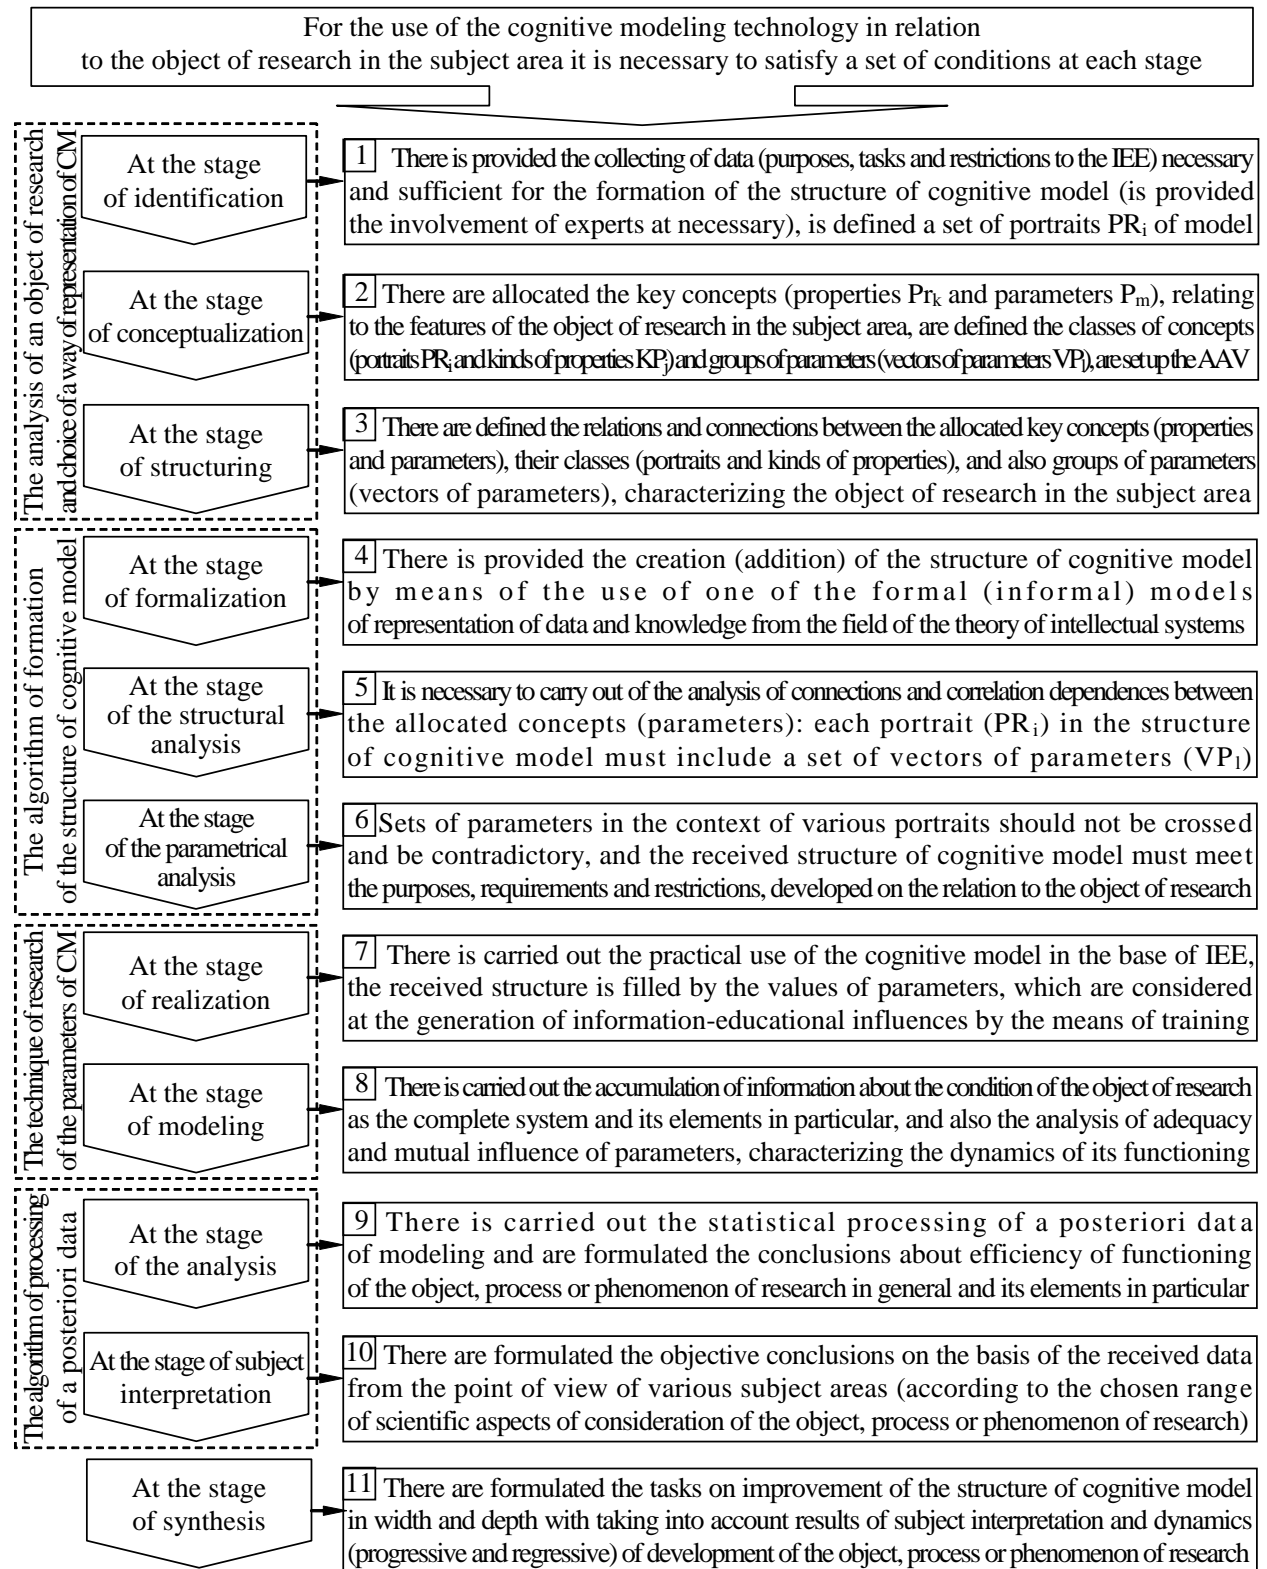 For the use of the cognitive modeling technology in relation
to the object of research in the subject area it is necessary to satisfy a set of conditions at each stage
The analysis of an object of research
and choice of a way of representation of CM
At the stage
of identification
1 There is provided the collecting of data (purposes, tasks and restrictions to the IEE) necessary
and sufficient for the formation of the structure of cognitive model (is provided
the involvement of experts at necessary), is defined a set of portraits PRi of model
At the stage
of conceptualization
2 There are allocated the key concepts (properties Prk and parameters Pm), relating
to the features of the object of research in the subject area, are defined the classes of concepts
(portraits PRi and kinds of properties KPj) and groups of parameters (vectors of parameters VPl), are set up the AAV
At the stage
of structuring
3 There are defined the relations and connections between the allocated key concepts (properties
and parameters), their classes (portraits and kinds of properties), and also groups of parameters
(vectors of parameters), characterizing the object of research in the subject area
The algorithm of formation
of the structure of cognitive model
At the stage
of formalization
4 There is provided the creation (addition) of the structure of cognitive model
by means of the use of one of the formal (informal) models
of representation of data and knowledge from the field of the theory of intellectual systems
At the stage
of the structural
analysis
5 It is necessary to carry out of the analysis of connections and correlation dependences between
the allocated concepts (parameters): each portrait (PRi) in the structure
of cognitive model must include a set of vectors of parameters (VPl)
At the stage
of the parametrical
analysis
6 Sets of parameters in the context of various portraits should not be crossed
and be contradictory, and the received structure of cognitive model must meet
the purposes, requirements and restrictions, developed on the relation to the object of research
The technique of research
of the parameters of CM
At the stage
of realization
7 There is carried out the practical use of the cognitive model in the base of IEE,
the received structure is filled by the values of parameters, which are considered
at the generation of information-educational influences by the means of training
At the stage
of modeling
8 There is carried out the accumulation of information about the condition of the object of research
as the complete system and its elements in particular, and also the analysis of adequacy
and mutual influence of parameters, characterizing the dynamics of its functioning
The algorithm of processing
of a posteriori data
At the stage
of the analysis
9 There is carried out the statistical processing of a posteriori data
of modeling and are formulated the conclusions about efficiency of functioning
of the object, process or phenomenon of research in general and its elements in particular
At the stage of subject
interpretation
10 There are formulated the objective conclusions on the basis of the received data
from the point of view of various subject areas (according to the chosen range
of scientific aspects of consideration of the object, process or phenomenon of research)
At the stage
of synthesis
11 There are formulated the tasks on improvement of the structure of cognitive model
in width and depth with taking into account results of subject interpretation and dynamics
(progressive and regressive) of development of the object, process or phenomenon of research